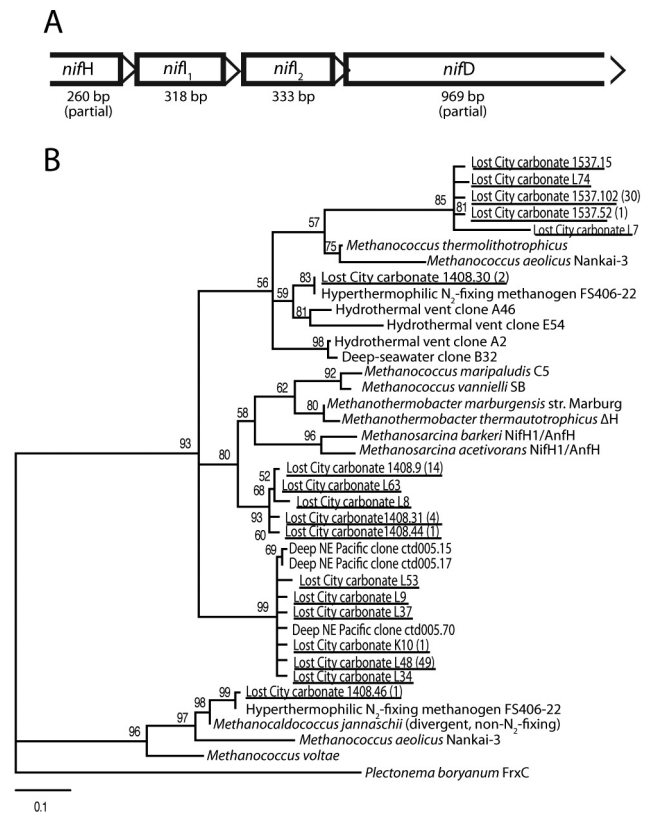 A
nifH
nifI1
nifI2
nifD
260 bp
(partial)
318 bp
333 bp
969 bp
(partial)
B
Lost City carbonate 1537.15
Lost City carbonate L74
85
Lost City carbonate 1537.102 (30)
81
Lost City carbonate 1537.52 (1)
57
Lost City carbonate L7
75
Methanococcus thermolithotrophicus
Methanococcus aeolicus Nankai-3
56
83
Lost City carbonate 1408.30 (2)
59
Hyperthermophilic N2-fixing methanogen FS406-22
81
Hydrothermal vent clone A46
Hydrothermal vent clone E54
98
Hydrothermal vent clone A2
Deep-seawater clone B32
92
Methanococcus maripaludis C5
62
Methanococcus vannielli SB
80
Methanothermobacter marburgensis str. Marburg
58
Methanothermobacter thermautotrophicus ΔH
93
96
Methanosarcina barkeri NifH1/AnfH
80
Methanosarcina acetivorans NifH1/AnfH
52
Lost City carbonate 1408.9 (14)
68
Lost City carbonate L63
Lost City carbonate L8
93
Lost City carbonate1408.31 (4)
60
Lost City carbonate1408.44 (1)
69
Deep NE Pacific clone ctd005.15
Deep NE Pacific clone ctd005.17
Lost City carbonate L53
Lost City carbonate L9
99
Lost City carbonate L37
Deep NE Pacific clone ctd005.70
Lost City carbonate K10 (1)
Lost City carbonate L48 (49)
Lost City carbonate L34
99
Lost City carbonate 1408.46 (1)
98
Hyperthermophilic N2-fixing methanogen FS406-22
97
Methanocaldococcus jannaschii (divergent, non-N2-fixing)
96
Methanococcus aeolicus Nankai-3
Methanococcus voltae
Plectonema boryanum FrxC
0.1